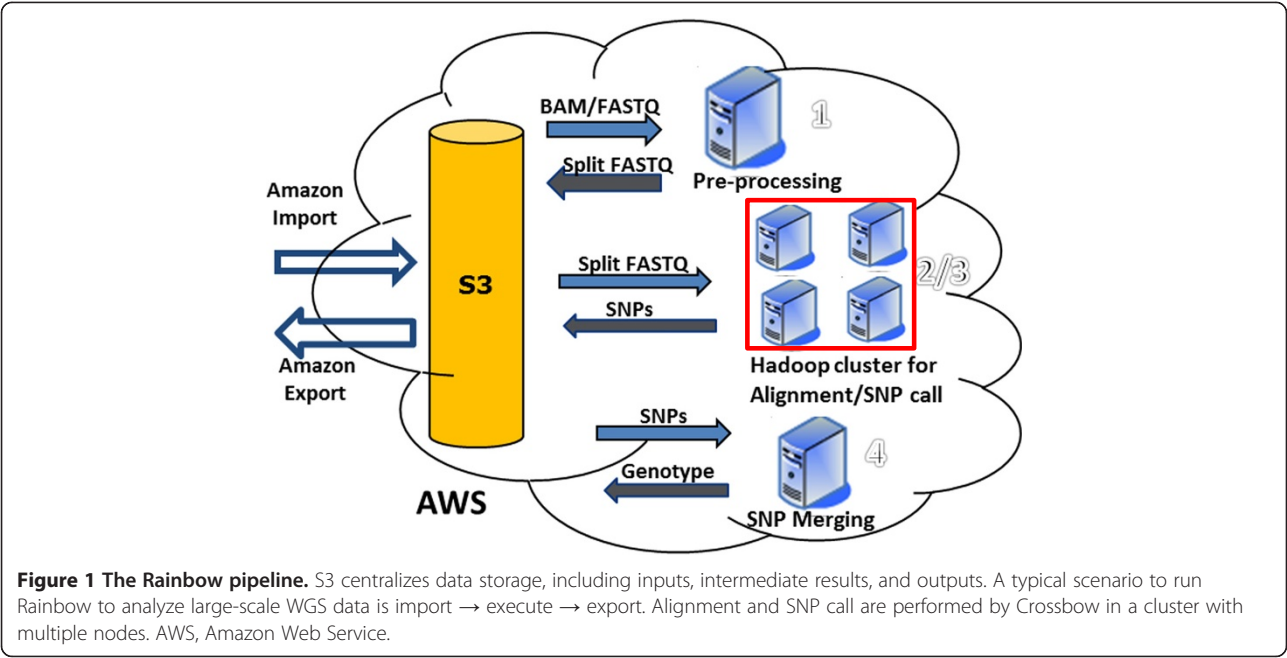 BAM/FASTQ
1
Split FASTQ
Pre-processing
Amazon
Import
S3
Split FASTQ
2/3
SNPs
Hadoop cluster for
Alignment/SNP call
Amazon
Export
SNPs
4
Genotype
AWS
SNP Merging
Figure 1 The Rainbow pipeline. S3 centralizes data storage, including inputs, intermediate results, and outputs. A typical scenario to run
Rainbow to analyze large-scale WGS data is import → execute → export. Alignment and SNP call are performed by Crossbow in a cluster with
multiple nodes. AWS, Amazon Web Service.